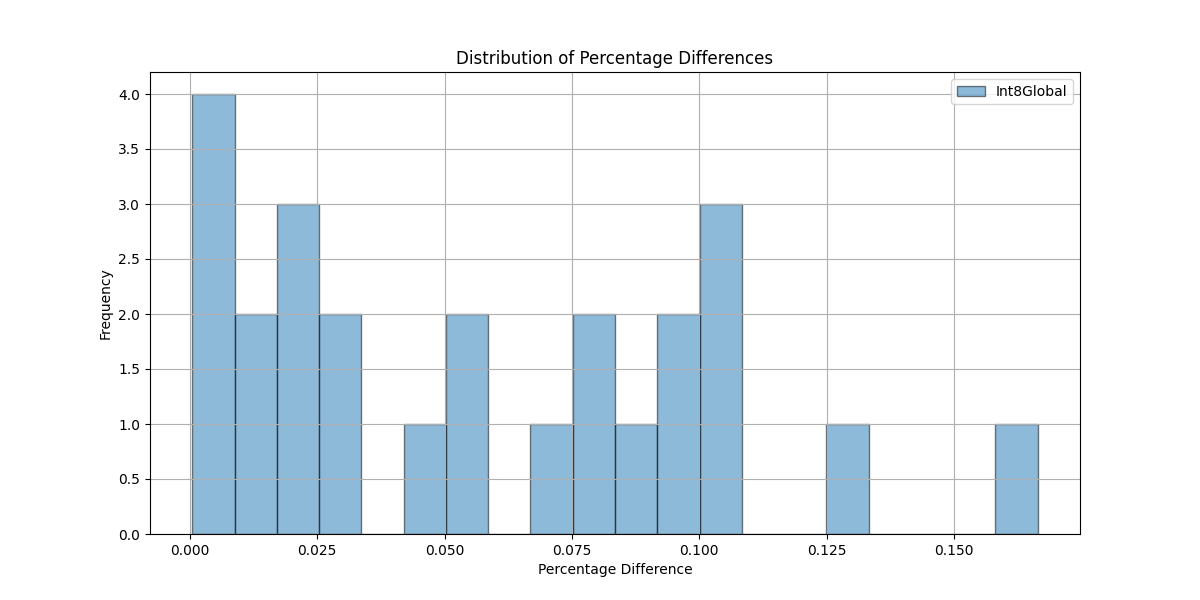 Distribution of Percentage Differences
Int8Global
Frequency
4.0
3.5
3.0
2.5
2.0
1.5
1.0
0.5
0.0
0.000 0.025 0.050 0.075 0.100 0.125 0.150
Percentage Difference